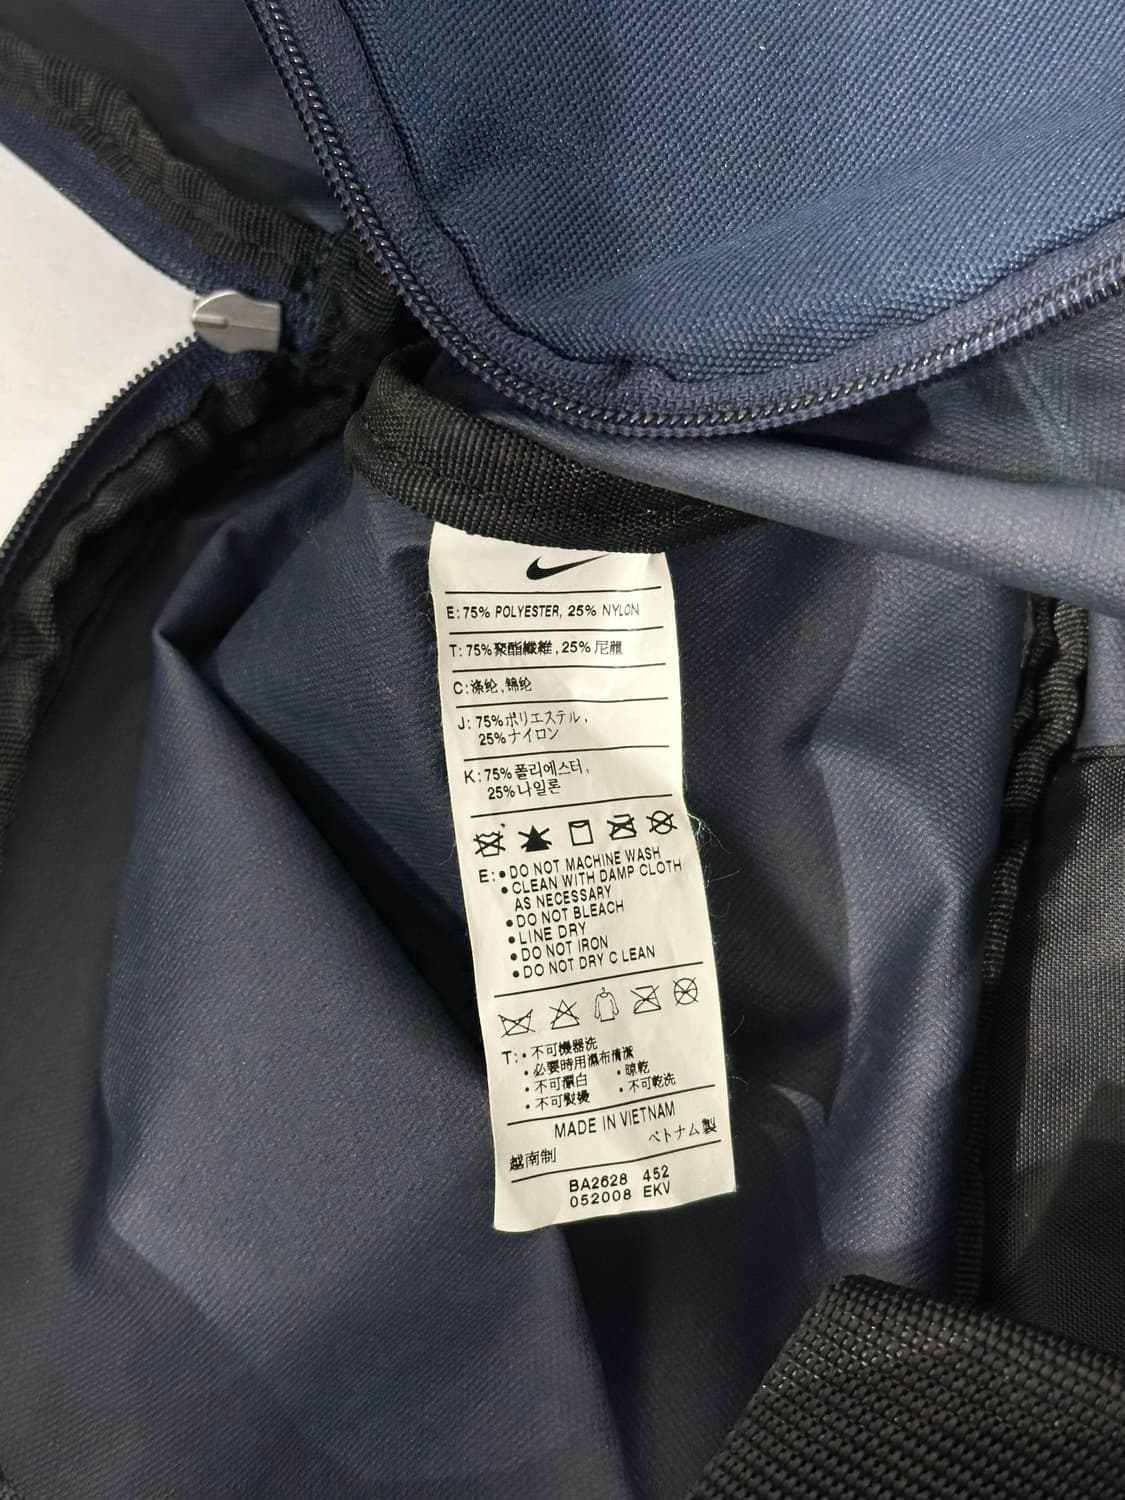 E: 75% POLYESTER, 25% NYLON
T: 75%聚酯纖維, 25%尼龍
C: 涤纶, 锦纶
J: 75%ポリエステル,
25%ナイロン
K: 75%폴리에스터,
25%나일론
E: • DO NOT MACHINE WASH
• CLEAN WITH DAMP CLOTH
AS NECESSARY
• DO NOT BLEACH
• LINE DRY
• DO NOT IRON
• DO NOT DRY C LEAN
T: • 不可機器洗
• 必要時用濕布清潔
• 不可漂白 • 晾乾
• 不可熨燙 • 不可乾洗
MADE IN VIETNAM
越南制 ベトナム製
BA2628 452
052008 EKV